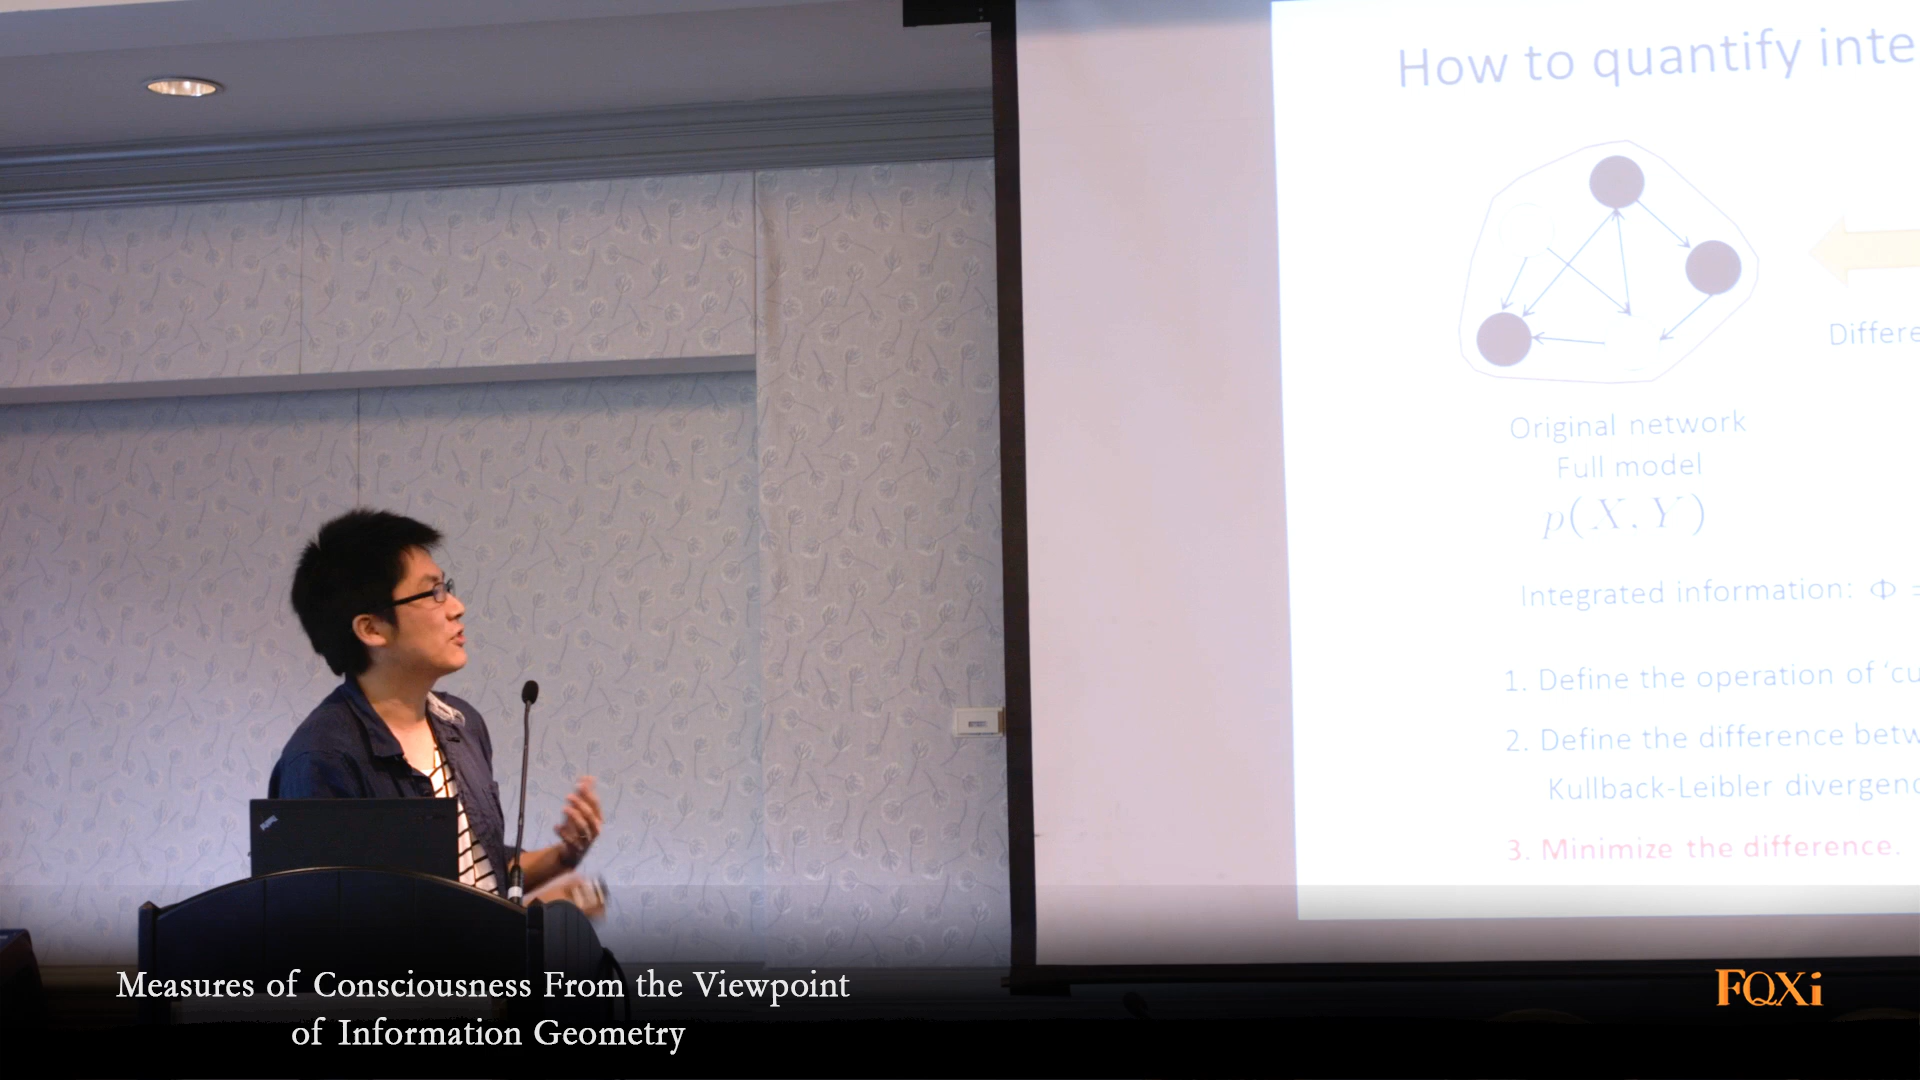 How to quantify inte
Differe
Original network
Full model
p(X, Y)
Integrated information: Φ =
1. Define the operation of ‘cu
2. Define the difference betw
Kullback-Leibler divergenc
3. Minimize the difference.
Measures of Consciousness From the Viewpoint
of Information Geometry
FQXi